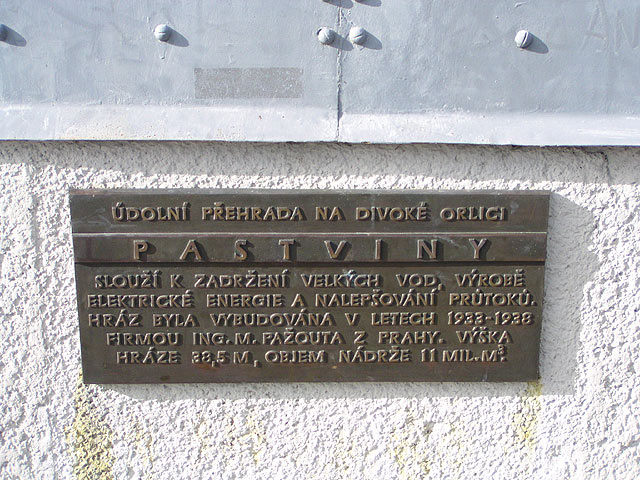 ÚDOLNÍ PŘEHRADA NA DIVOKÉ ORLICI
PASTVINY
SLOUŽÍ K ZADRŽENÍ VELKÝCH VOD, VÝROBĚ
ELEKTRICKÉ ENERGIE A NALEPŠOVÁNÍ PRŮTOKŮ.
HRÁZ BYLA VYBUDOVÁNA V LETECH 1933-1938
FIRMOU ING. M. PAŽOUTA Z PRAHY. VÝŠKA
HRÁZE 38,5 M, OBJEM NÁDRŽE 11 MIL. M³.